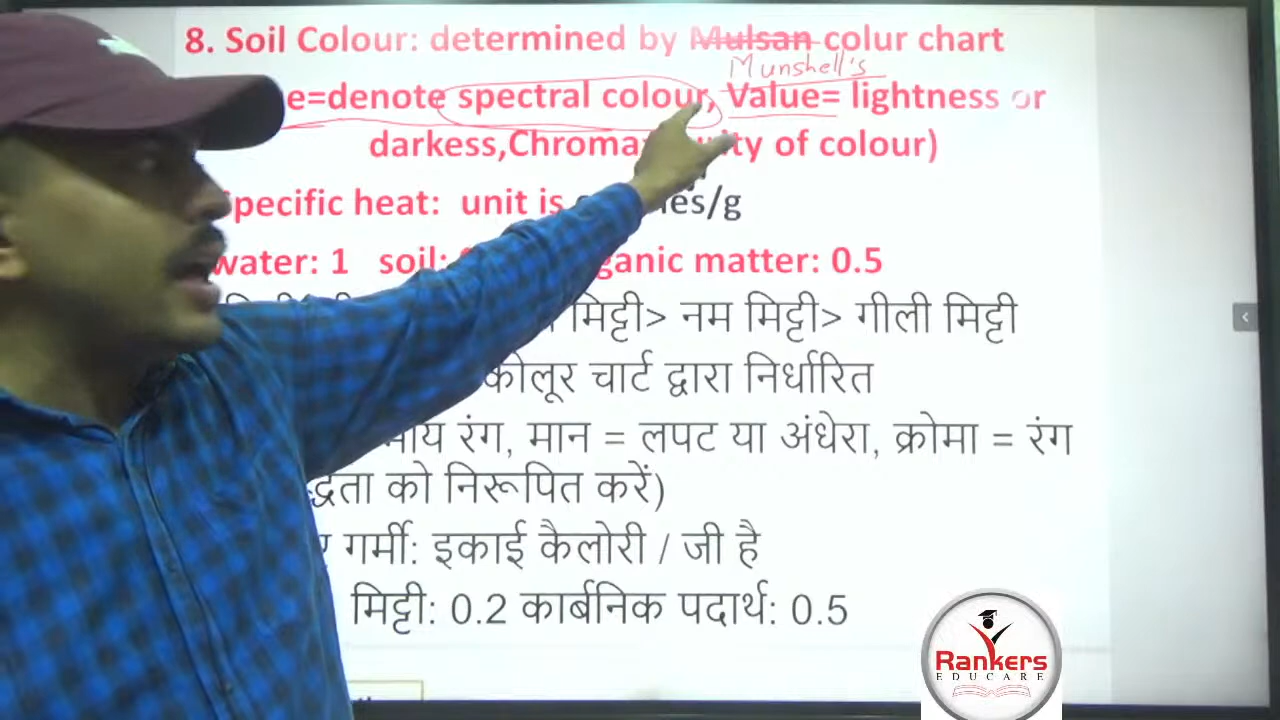 8. Soil Colour: determined by Mulsan colur chart
Munshell's
e=denote spectral colour, Value= lightness or
darkess,Chroma of colour)
pecific heat: unit is es/g
water: 1 soil: ganic matter: 0.5
मिट्टी> नम मिट्टी> गीली मिट्टी
कोलूर चार्ट द्वारा निर्धारित
रंग, मान = लपट या अंधेरा, क्रोमा = रंग
द्धता को निरूपित करें)
गर्मी: इकाई कैलोरी / जी है
मिट्टी: 0.2 कार्बनिक पदार्थ: 0.5
Rankers
EDUCARE